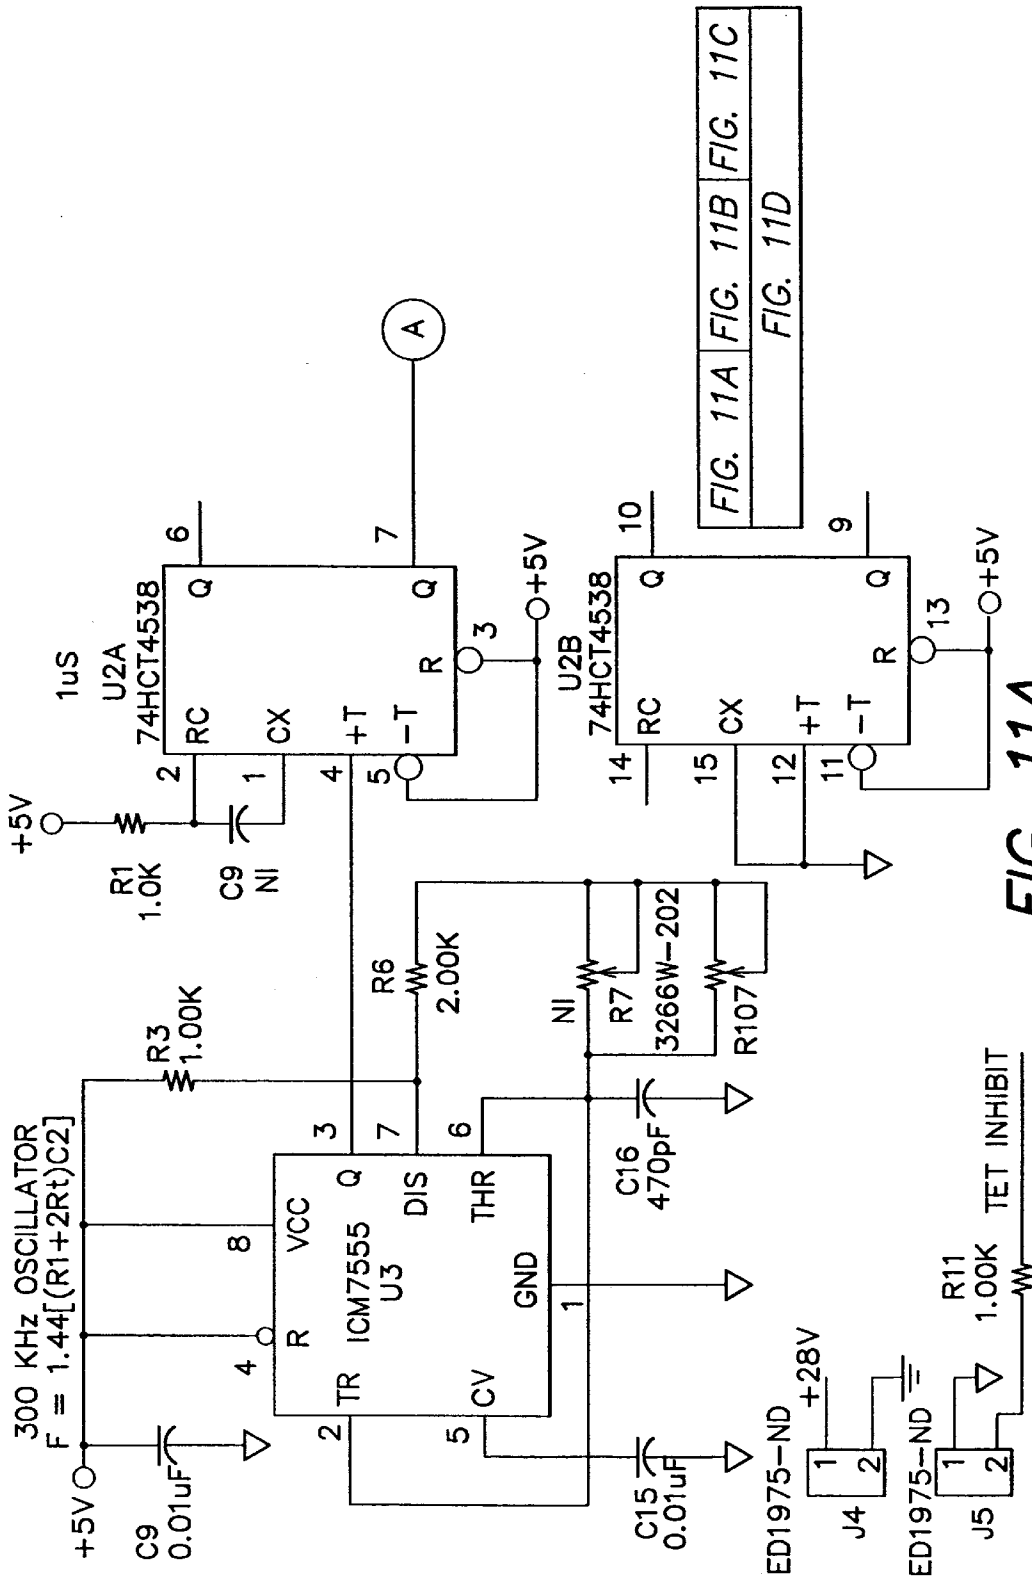 300 KHz OSCILLATOR
F = 1.44[(R1+2Rt)C2]
+5V
C9
0.01uF
R3
1.00K
4
8
R
VCC
ICM7555
U3
TR
CV
GND
Q
DIS
THR
2
5
1
3
7
6
C15
0.01uF
R6
2.00K
C16
470pF
NI
R7
3266W-202
R107
+5V
R1
1.0K
C9
NI
1uS
U2A
74HCT4538
2
RC
1
CX
4
+T
5
-T
R
3
Q
6
Q
7
+5V
A
U2B
74HCT4538
14
RC
15
CX
12
+T
11
-T
R
13
Q
10
Q
9
+5V
ED1975-ND
1
2
J4
+28V
ED1975-ND
1
2
J5
R11
1.00K
TET INHIBIT
FIG. 11A
FIG. 11B
FIG. 11C
FIG. 11D
FIG. 11A